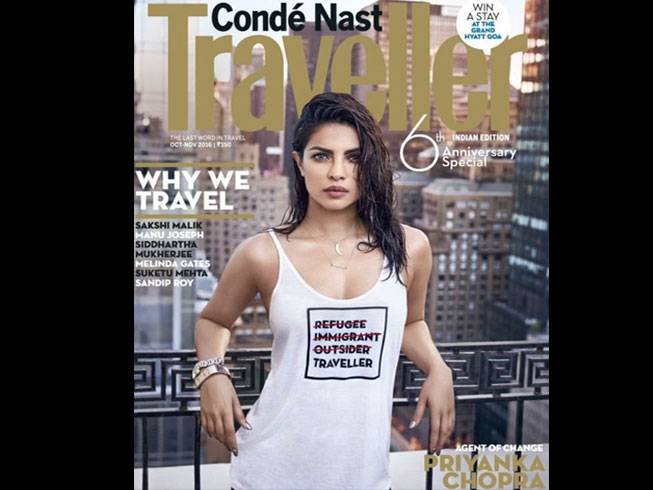 Condé Nast
Traveller
WIN
A STAY
AT THE
GRAND
HYATT GOA
THE LAST WORD IN TRAVEL
OCT-NOV 2016 | ₹150
6th INDIAN EDITION
Anniversary
Special
WHY WE
TRAVEL
SAKSHI MALIK
MANU JOSEPH
SIDDHARTHA
MUKHERJEE
MELINDA GATES
SUKETU MEHTA
SANDIP ROY
REFUGEE
IMMIGRANT
OUTSIDER
TRAVELLER
AGENT OF CHANGE
PRIYANKA
CHOPRA